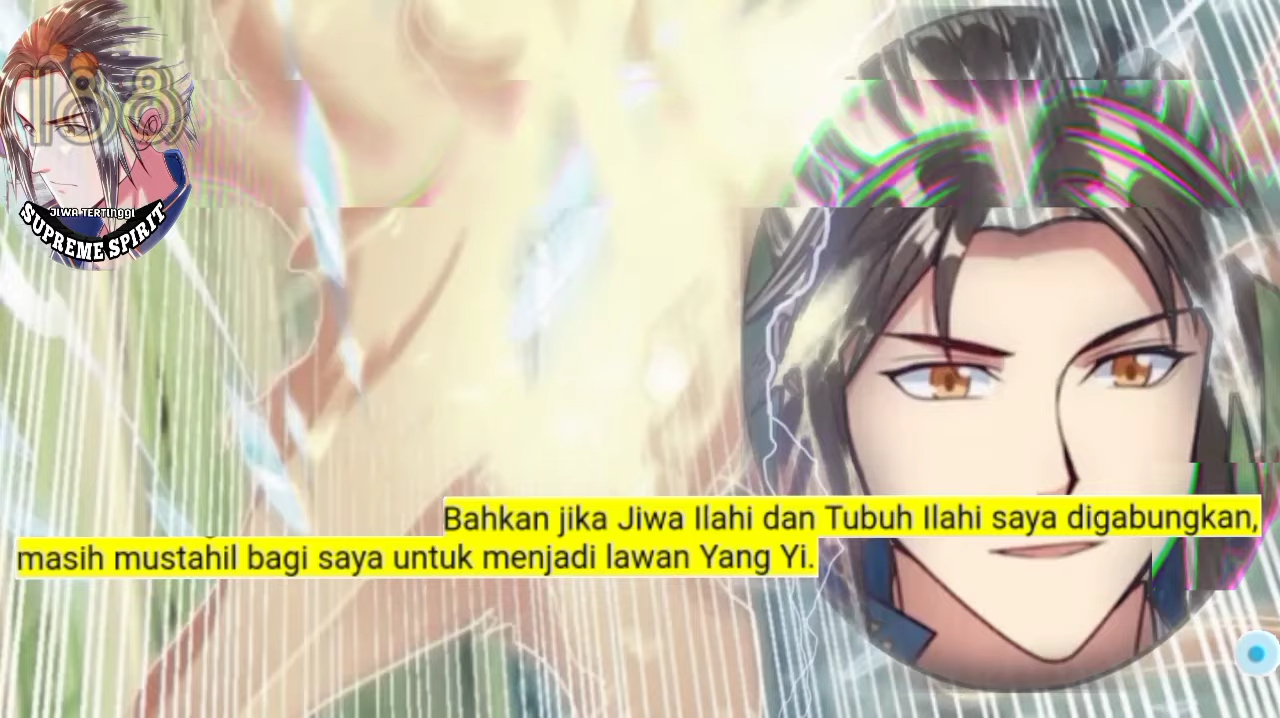 188
JIWA TERTINGGI
SUPREME SPIRIT
Bahkan jika Jiwa Ilahi dan Tubuh Ilahi saya digabungkan,
masih mustahil bagi saya untuk menjadi lawan Yang Yi.